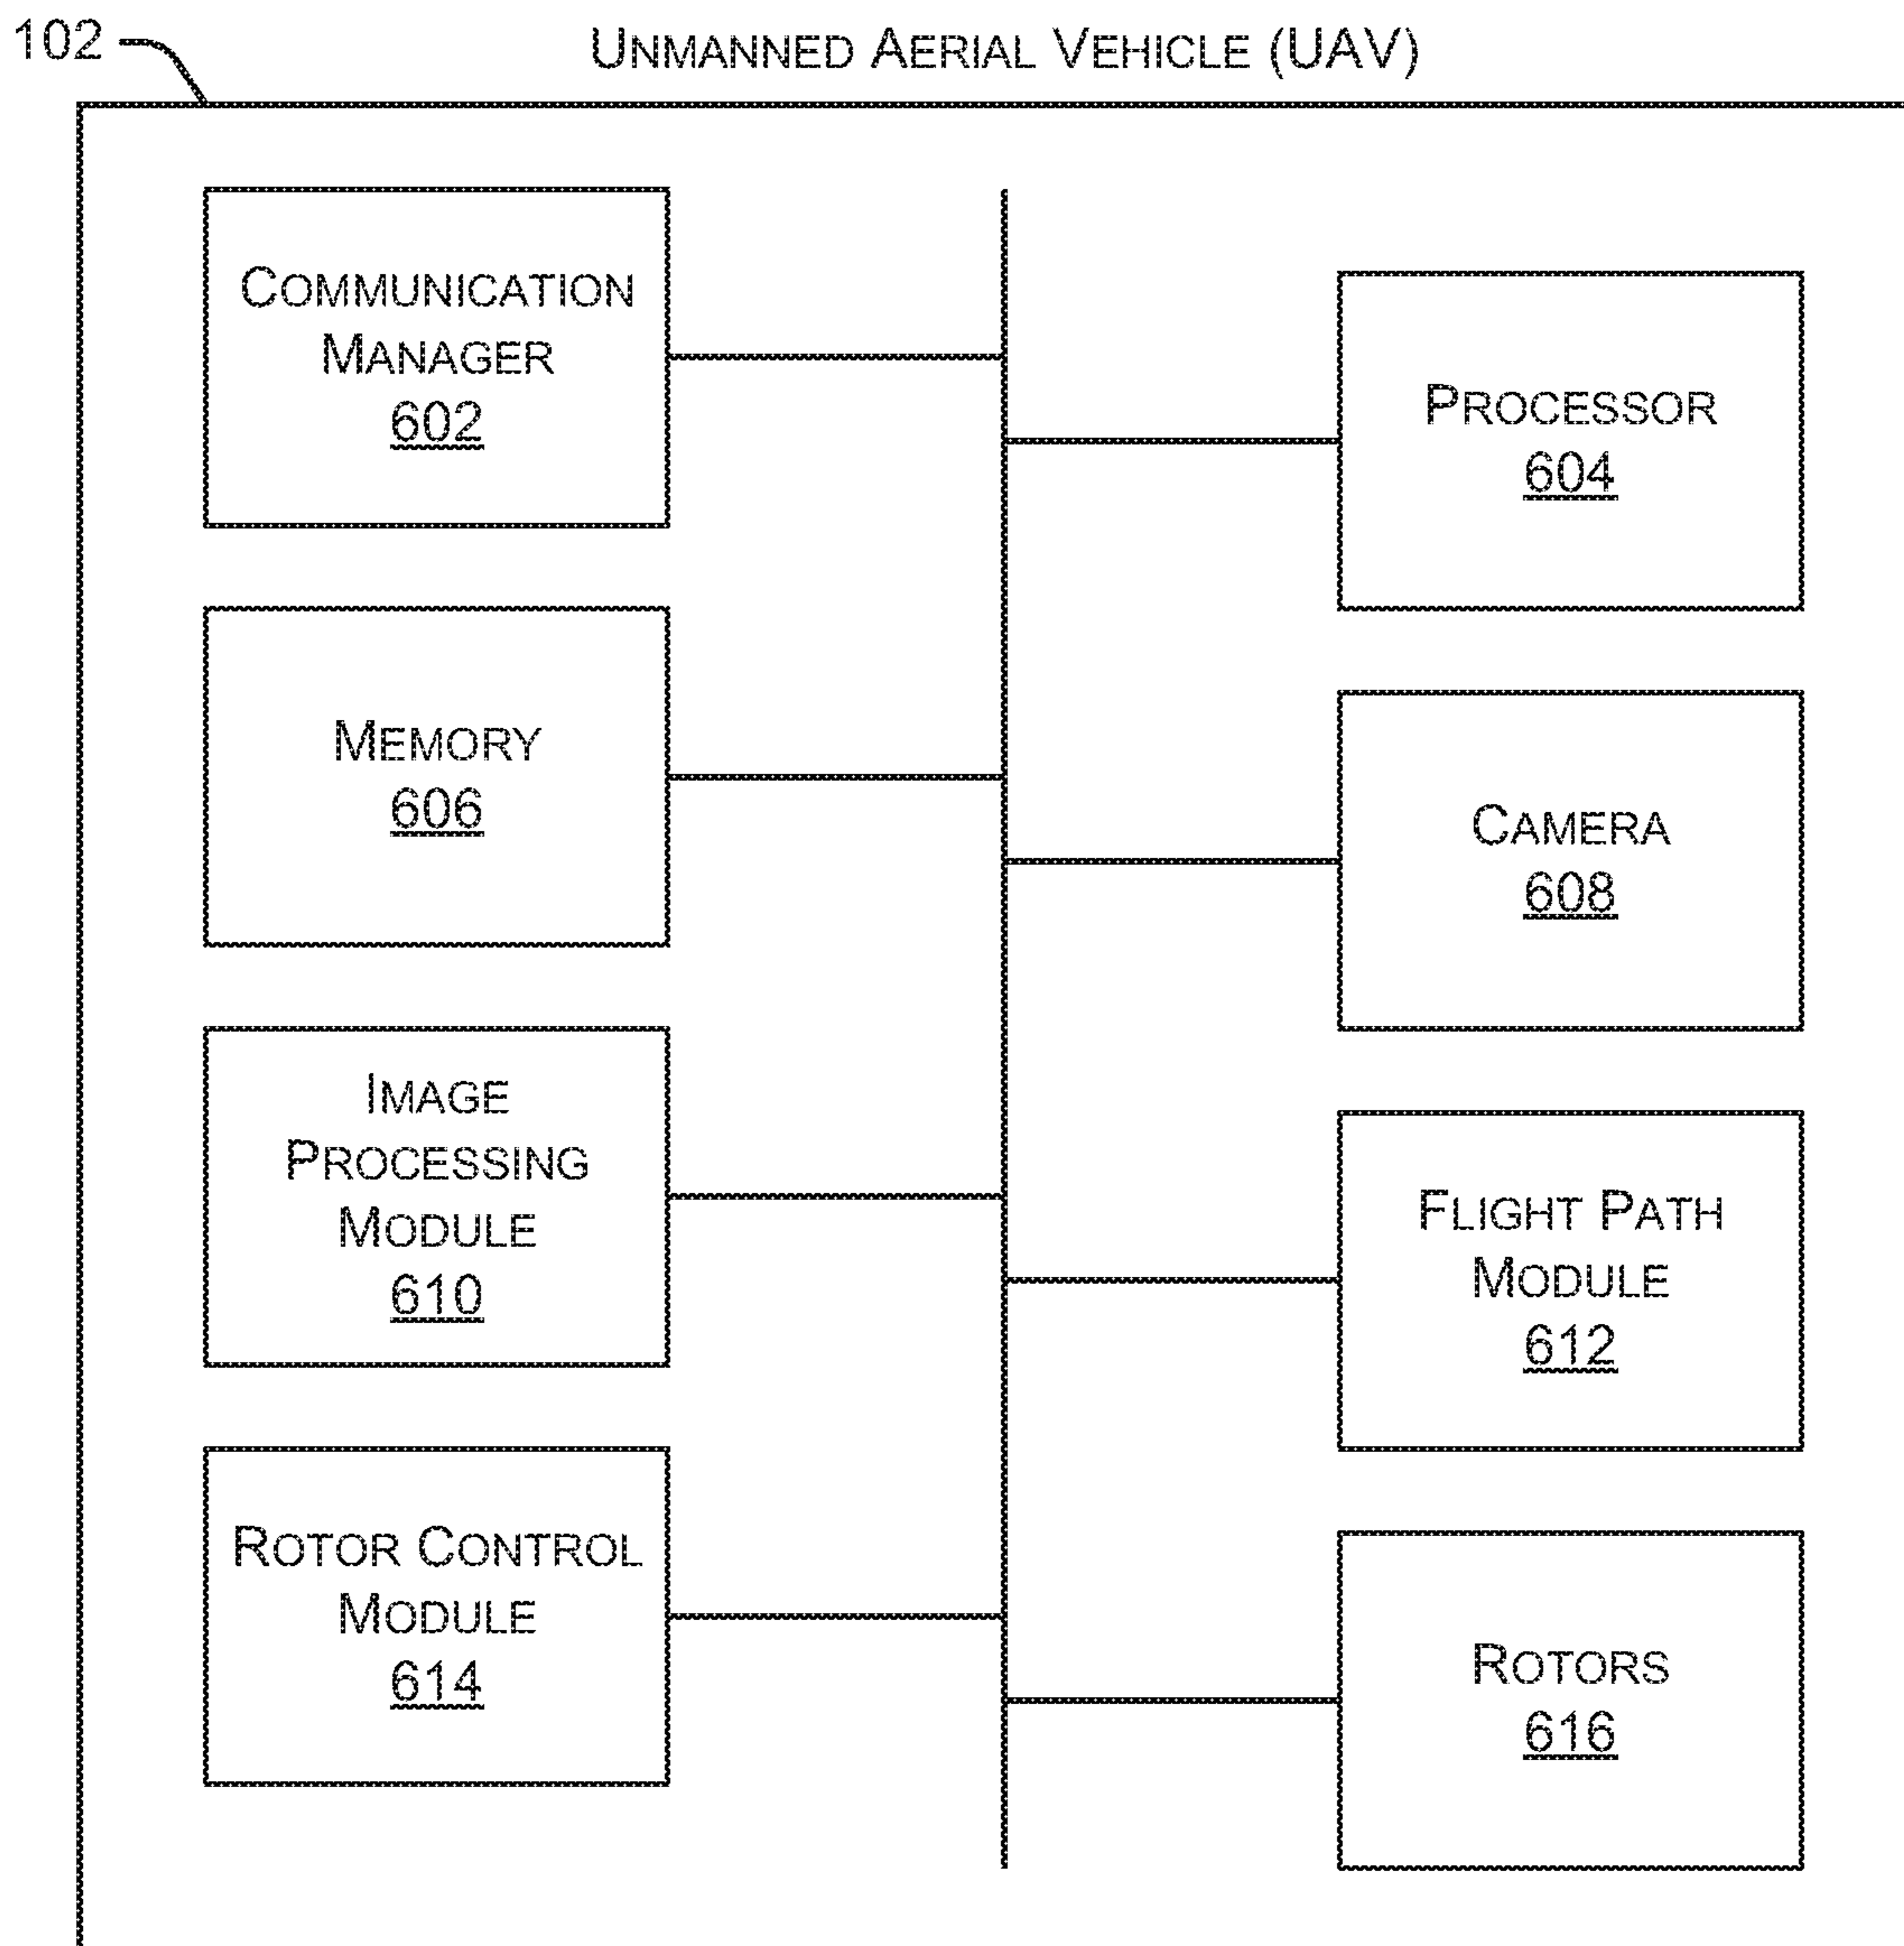 102
UNMANNED AERIAL VEHICLE (UAV)
COMMUNICATION
MANAGER
602
PROCESSOR
604
MEMORY
606
CAMERA
608
IMAGE
PROCESSING
MODULE
610
FLIGHT PATH
MODULE
612
ROTOR CONTROL
MODULE
614
ROTORS
616